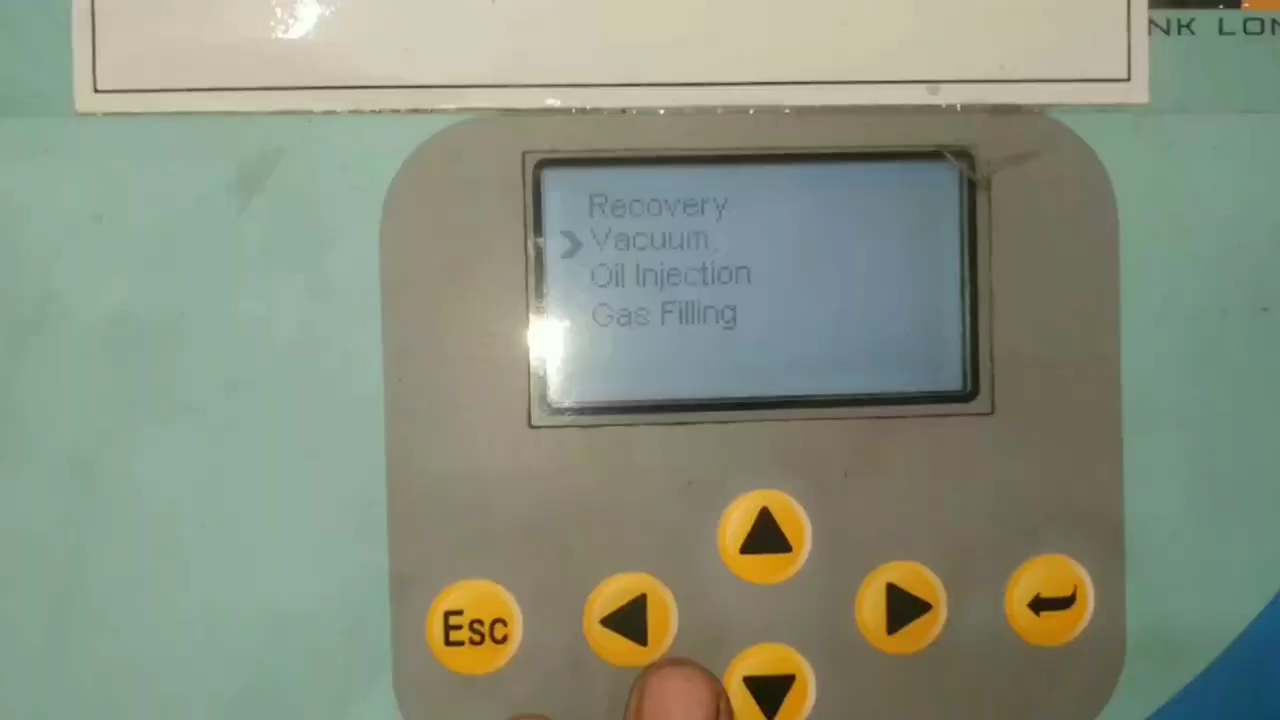 NK LON
Recovery
Vacuum
Oil Injection
Gas Filling
Esc